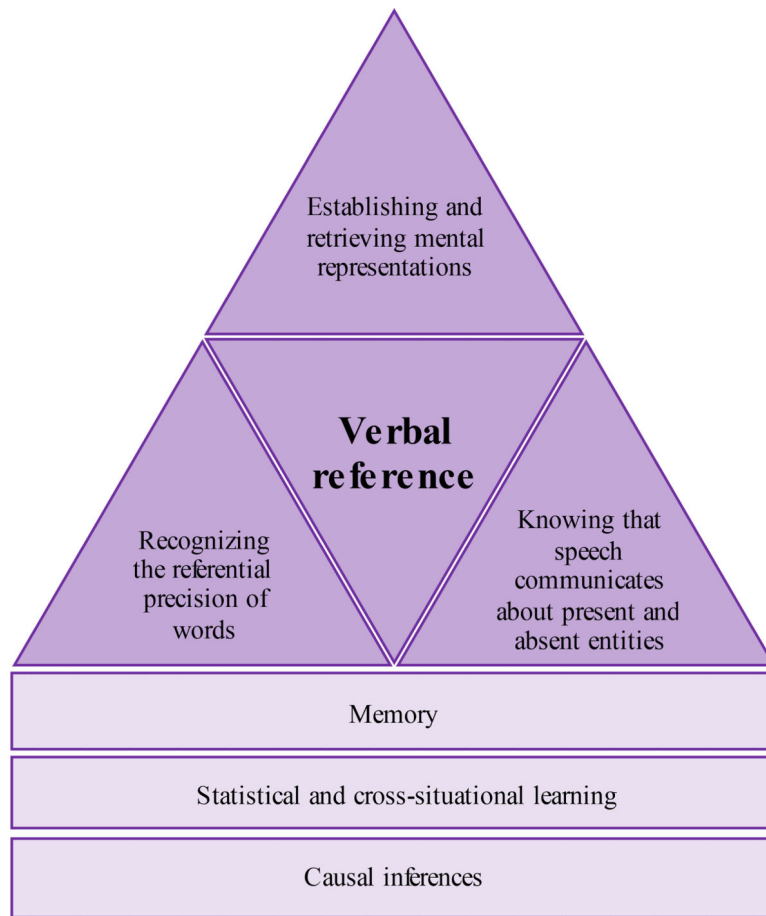 Establishing and
retrieving mental
representations
Verbal
reference
Recognizing
the referential
precision of
words
Knowing that
speech
communicates
about present and
absent entities
Memory
Statistical and cross-situational learning
Causal inferences